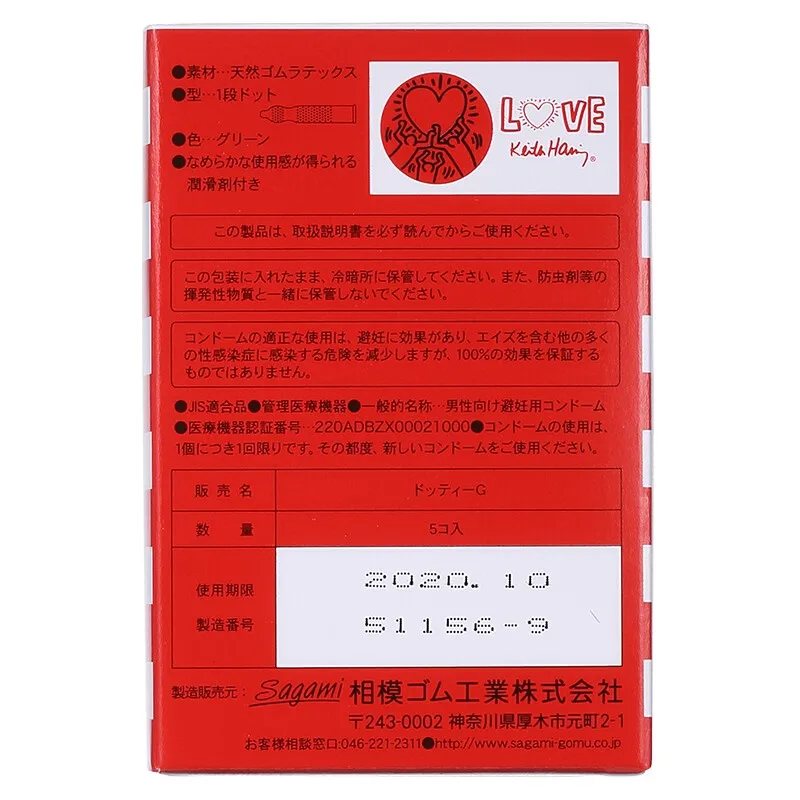 ●素材…天然ゴムラテックス
●型…1段ドット
●色…グリーン
●なめらかな使用感が得られる
潤滑剤付き
LOVE
Keith Haring ®
この製品は、取扱説明書を必ず読んでからご使用ください。
この包装に入れたまま、冷暗所に保管してください。また、防虫剤等の
揮発性物質と一緒に保管しないでください。
コンドームの適正な使用は、避妊に効果があり、エイズを含む他の多く
の性感染症に感染する危険を減少しますが、100%の効果を保証する
ものではありません。
●JIS適合品●管理医療機器●一般的名称…男性向け避妊用コンドーム
●医療機器認証番号…220ADBZX00021000●コンドームの使用は、
1個につき1回限りです。その都度、新しいコンドームをご使用ください。
販売名 ドッティーG
数量 5コ入
使用期限 2020.10
製造番号 51156-9
製造販売元：Sagami 相模ゴム工業株式会社
〒243-0002 神奈川県厚木市元町2-1
お客様相談窓口:046-221-2311●http://www.sagami-gomu.co.jp